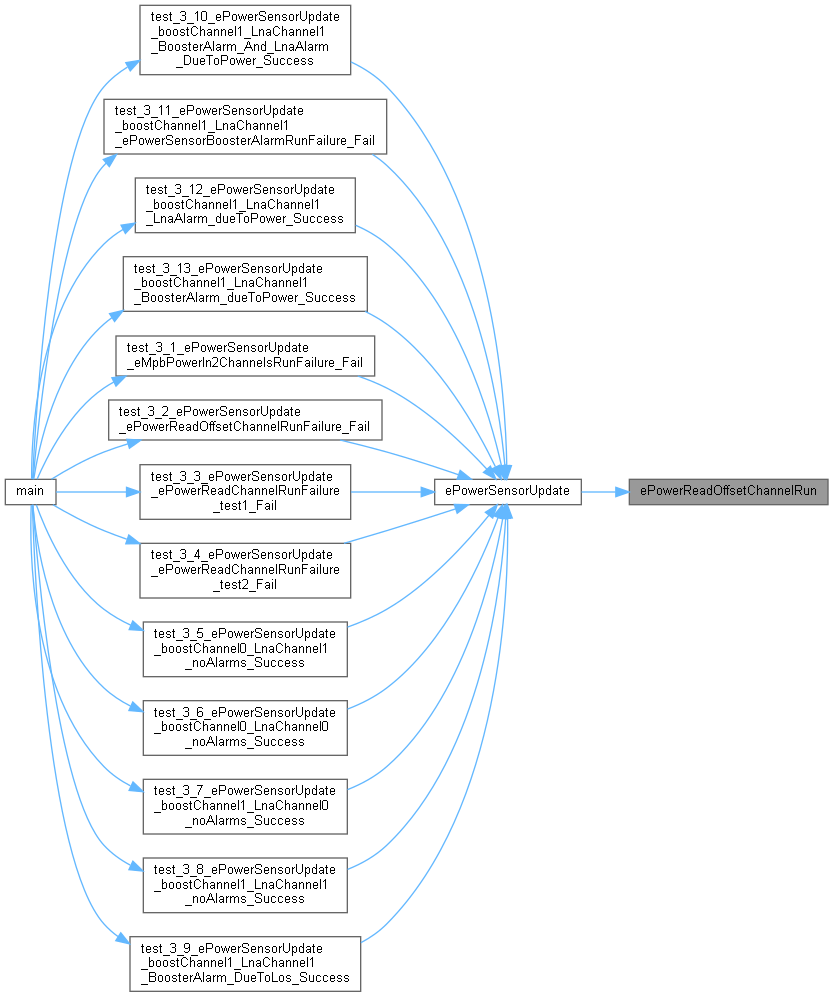 test_3_10_ePowerSensorUpdate
_boostChannel1_LnaChannel1
_BoosterAlarm_And_LnaAlarm
_DueToPower_Success
test_3_11_ePowerSensorUpdate
_boostChannel1_LnaChannel1
_ePowerSensorBoosterAlarmRunFailure_Fail
test_3_12_ePowerSensorUpdate
_boostChannel1_LnaChannel1
_LnaAlarm_dueToPower_Success
test_3_13_ePowerSensorUpdate
_boostChannel1_LnaChannel1
_BoosterAlarm_dueToPower_Success
test_3_1_ePowerSensorUpdate
_eMpbPowerIn2ChannelsRunFailure_Fail
test_3_2_ePowerSensorUpdate
_ePowerReadOffsetChannelRunFailure_Fail
main
test_3_3_ePowerSensorUpdate
_ePowerReadChannelRunFailure
_test1_Fail
ePowerSensorUpdate
ePowerReadOffsetChannelRun
test_3_4_ePowerSensorUpdate
_ePowerReadChannelRunFailure
_test2_Fail
test_3_5_ePowerSensorUpdate
_boostChannel0_LnaChannel1
_noAlarms_Success
test_3_6_ePowerSensorUpdate
_boostChannel0_LnaChannel0
_noAlarms_Success
test_3_7_ePowerSensorUpdate
_boostChannel1_LnaChannel0
_noAlarms_Success
test_3_8_ePowerSensorUpdate
_boostChannel1_LnaChannel1
_noAlarms_Success
test_3_9_ePowerSensorUpdate
_boostChannel1_LnaChannel1
_BoosterAlarm_DueToLos_Success